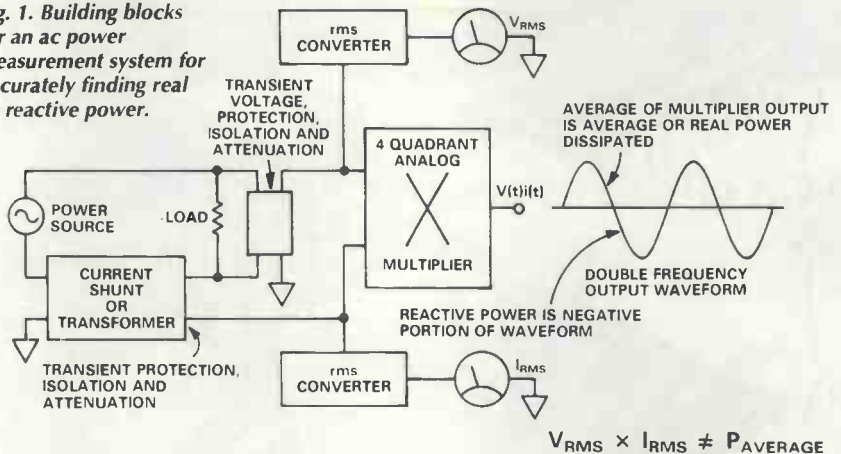 g. 1. Building blocks
r an ac power
easurement system for
curately finding real
reactive power.
rms
CONVERTER
VRMS
TRANSIENT
VOLTAGE,
PROTECTION,
ISOLATION AND
ATTENUATION
POWER
SOURCE
LOAD
CURRENT
SHUNT
OR
TRANSFORMER
TRANSIENT PROTECTION,
ISOLATION AND
ATTENUATION
4 QUADRANT
ANALOG
MULTIPLIER
V(t)i(t)
AVERAGE OF MULTIPLIER OUTPUT
IS AVERAGE OR REAL POWER
DISSIPATED
DOUBLE FREQUENCY
OUTPUT WAVEFORM
REACTIVE POWER IS NEGATIVE
PORTION OF WAVEFORM
rms
CONVERTER
IRMS
VRMS × IRMS ≠ PAVERAGE